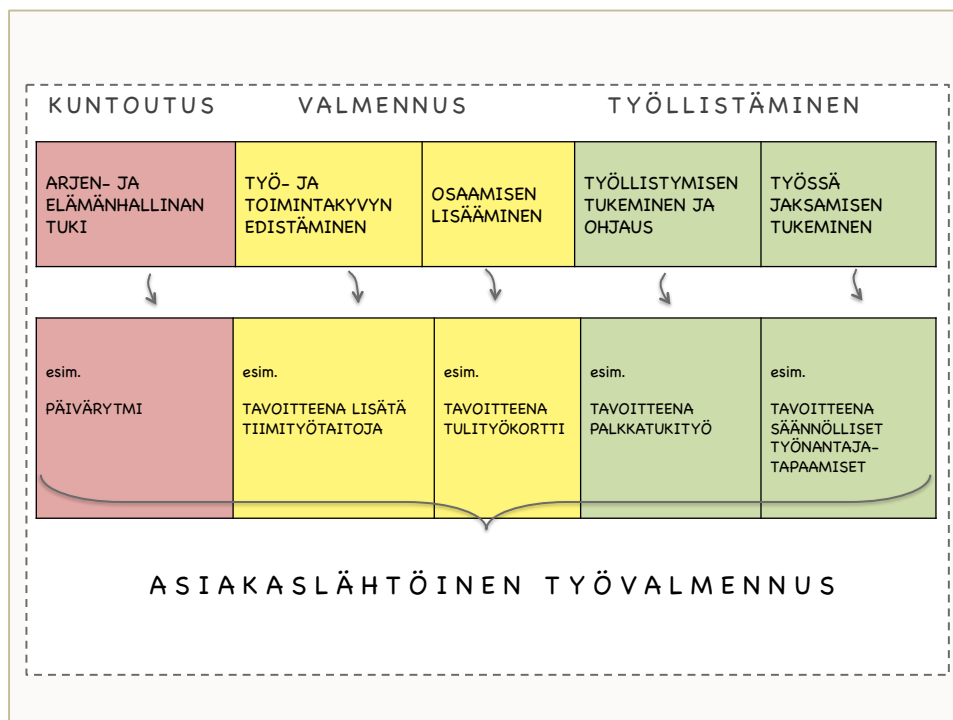 KUNTOUTUS
VALMENNUS
TYÖLLISTÄMINEN
ARJEN- JA
ELÄMÄNHALLINAN
TUKI
TYÖ- JA
TOIMINTAKYVYN
EDISTÄMINEN
OSAAMISEN
LISÄÄMINEN
TYÖLLISTYMISEN
TUKEMINEN JA
OHJAUS
TYÖSSÄ
JAKSAMISEN
TUKEMINEN
esim.
PÄIVÄRYTMI
esim.
TAVOITTEENA LISÄTÄ
TIIMITYÖTAITOJA
esim.
TAVOITTEENA
TULITYÖKORTTI
esim.
TAVOITTEENA
PALKKATUKITYÖ
esim.
TAVOITTEENA
SÄÄNNÖLLISET
TYÖNANTAJA-
TAPAAMISET
ASIAKASLÄHTÖINEN TYÖVALMENNUS